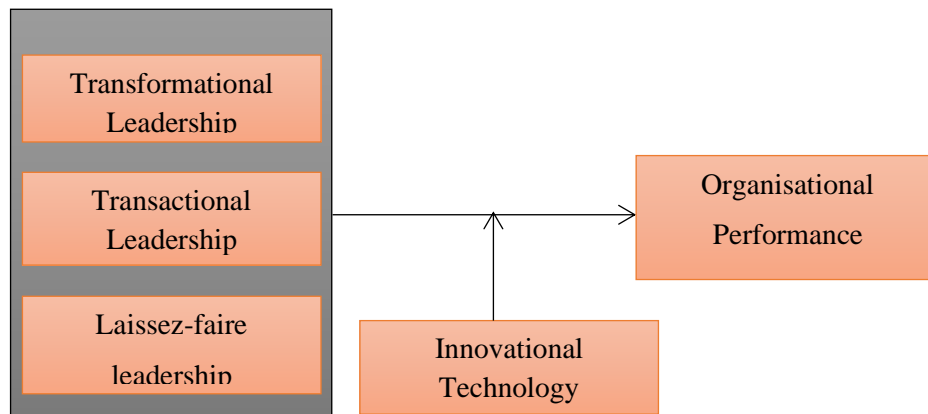 Transformational
Leadership
Transactional
Leadership
Laissez-faire
leadership
Organisational
Performance
Innovational
Technology